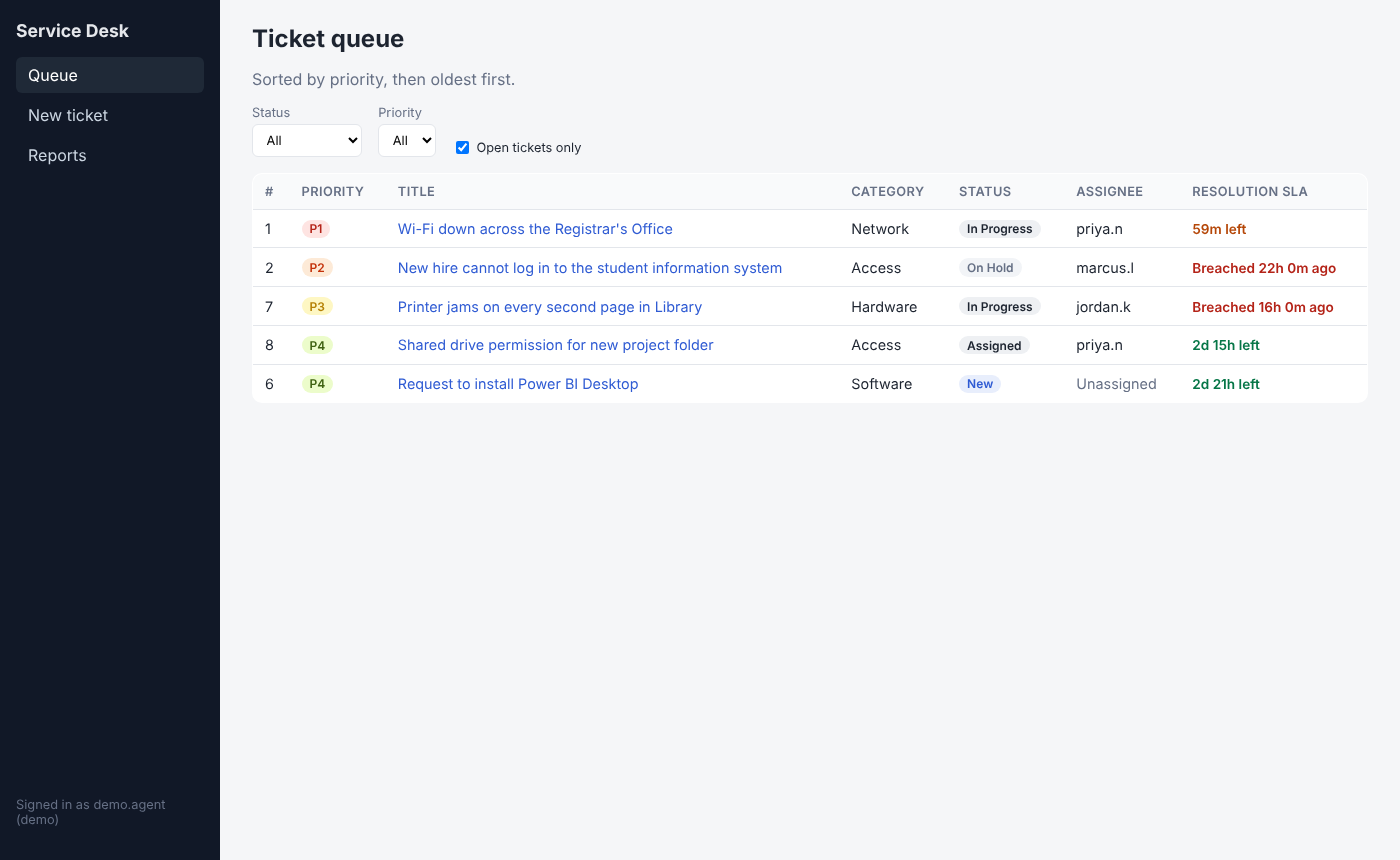 Service Desk
Queue
New ticket
Reports
Signed in as demo.agent
(demo)
Ticket queue
Sorted by priority, then oldest first.
Status Priority
All All Open tickets only
# PRIORITY TITLE CATEGORY STATUS ASSIGNEE RESOLUTION SLA
1 P1 Wi-Fi down across the Registrar's Office Network In Progress priya.n 59m left
2 P2 New hire cannot log in to the student information system Access On Hold marcus.l Breached 22h 0m ago
7 P3 Printer jams on every second page in Library Hardware In Progress jordan.k Breached 16h 0m ago
8 P4 Shared drive permission for new project folder Access Assigned priya.n 2d 15h left
6 P4 Request to install Power BI Desktop Software New Unassigned 2d 21h left